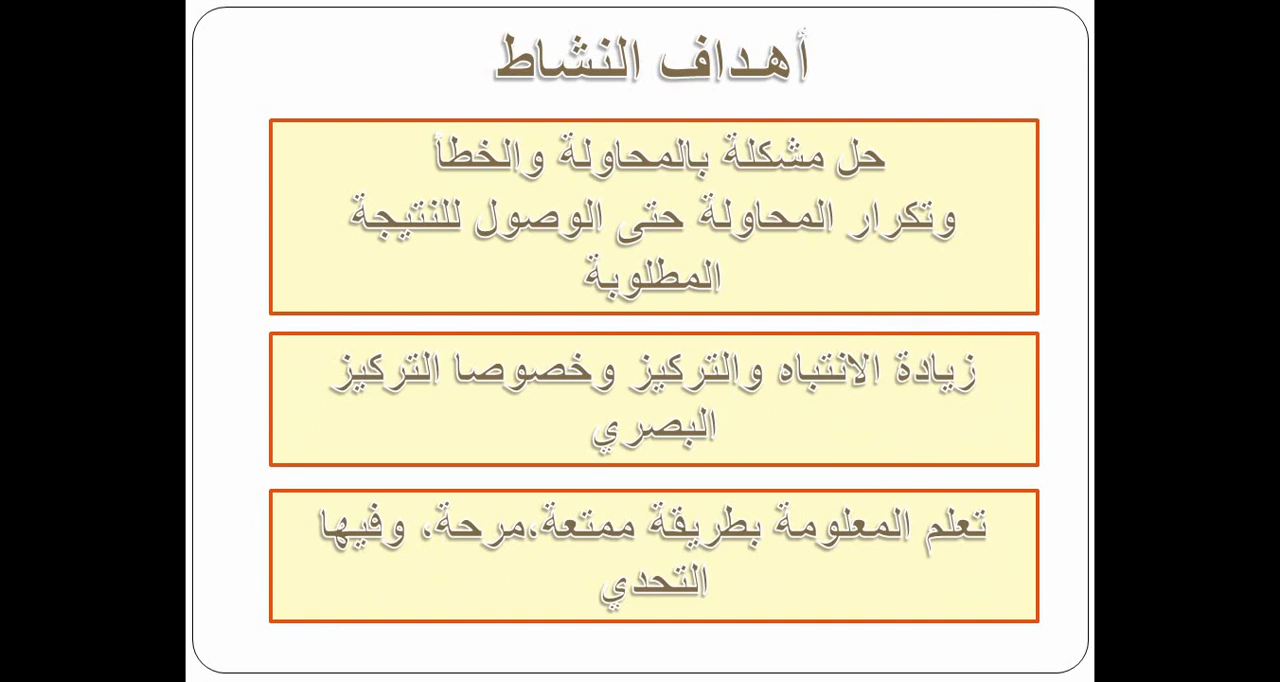 أهداف النشاط
حل مشكلة بالمحاولة والخطأ
وتكرار المحاولة حتى الوصول للنتيجة
المطلوبة
زيادة الانتباه والتركيز وخصوصا التركيز
البصري
تعلم المعلومة بطريقة ممتعة،مرحة، وفيها
التحدي